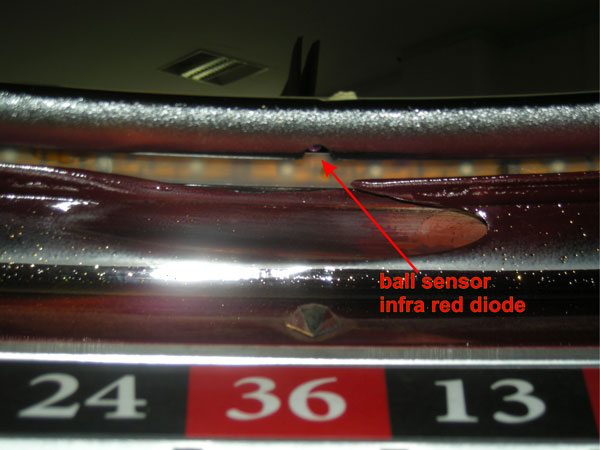 ball sensor
infra red diode
24 36 13